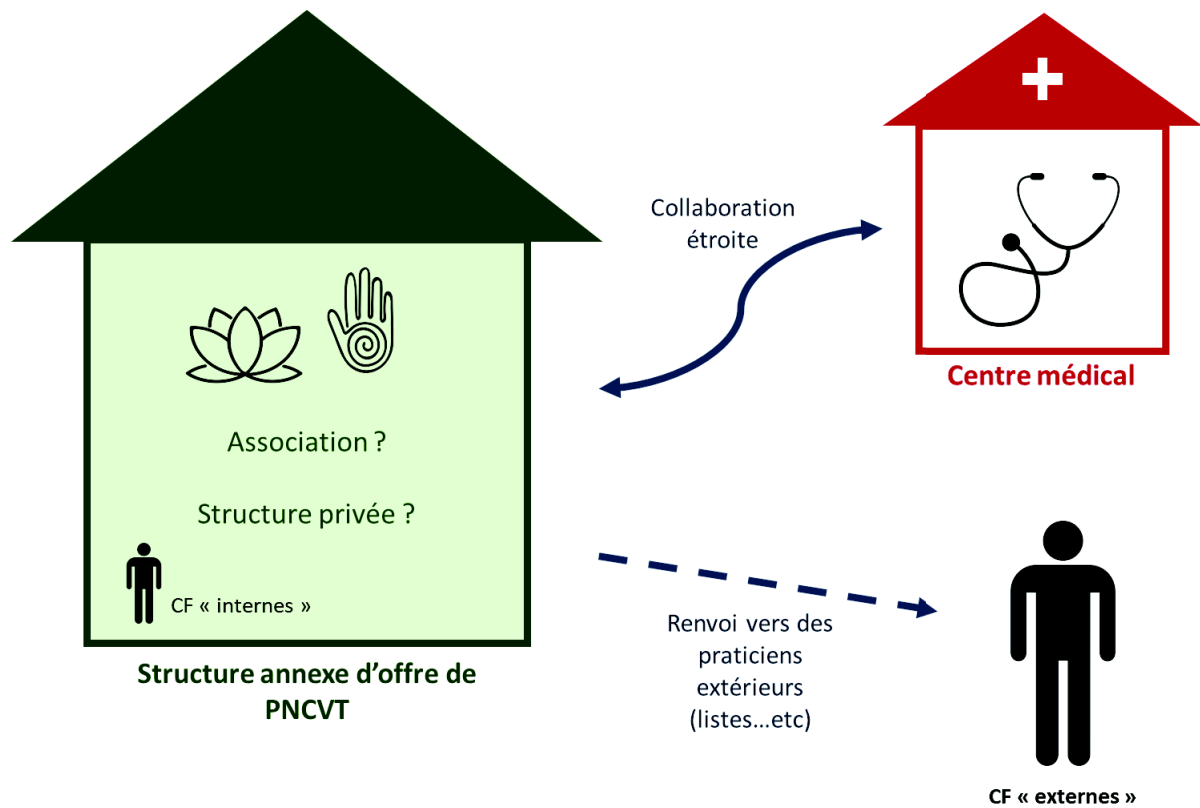 Collaboration
étroite
Centre médical
Association ?
Structure privée ?
CF « internes »
Structure annexe d’offre de
PNCVT
Renvoi vers des
praticiens
extérieurs
(listes...etc)
CF « externes »